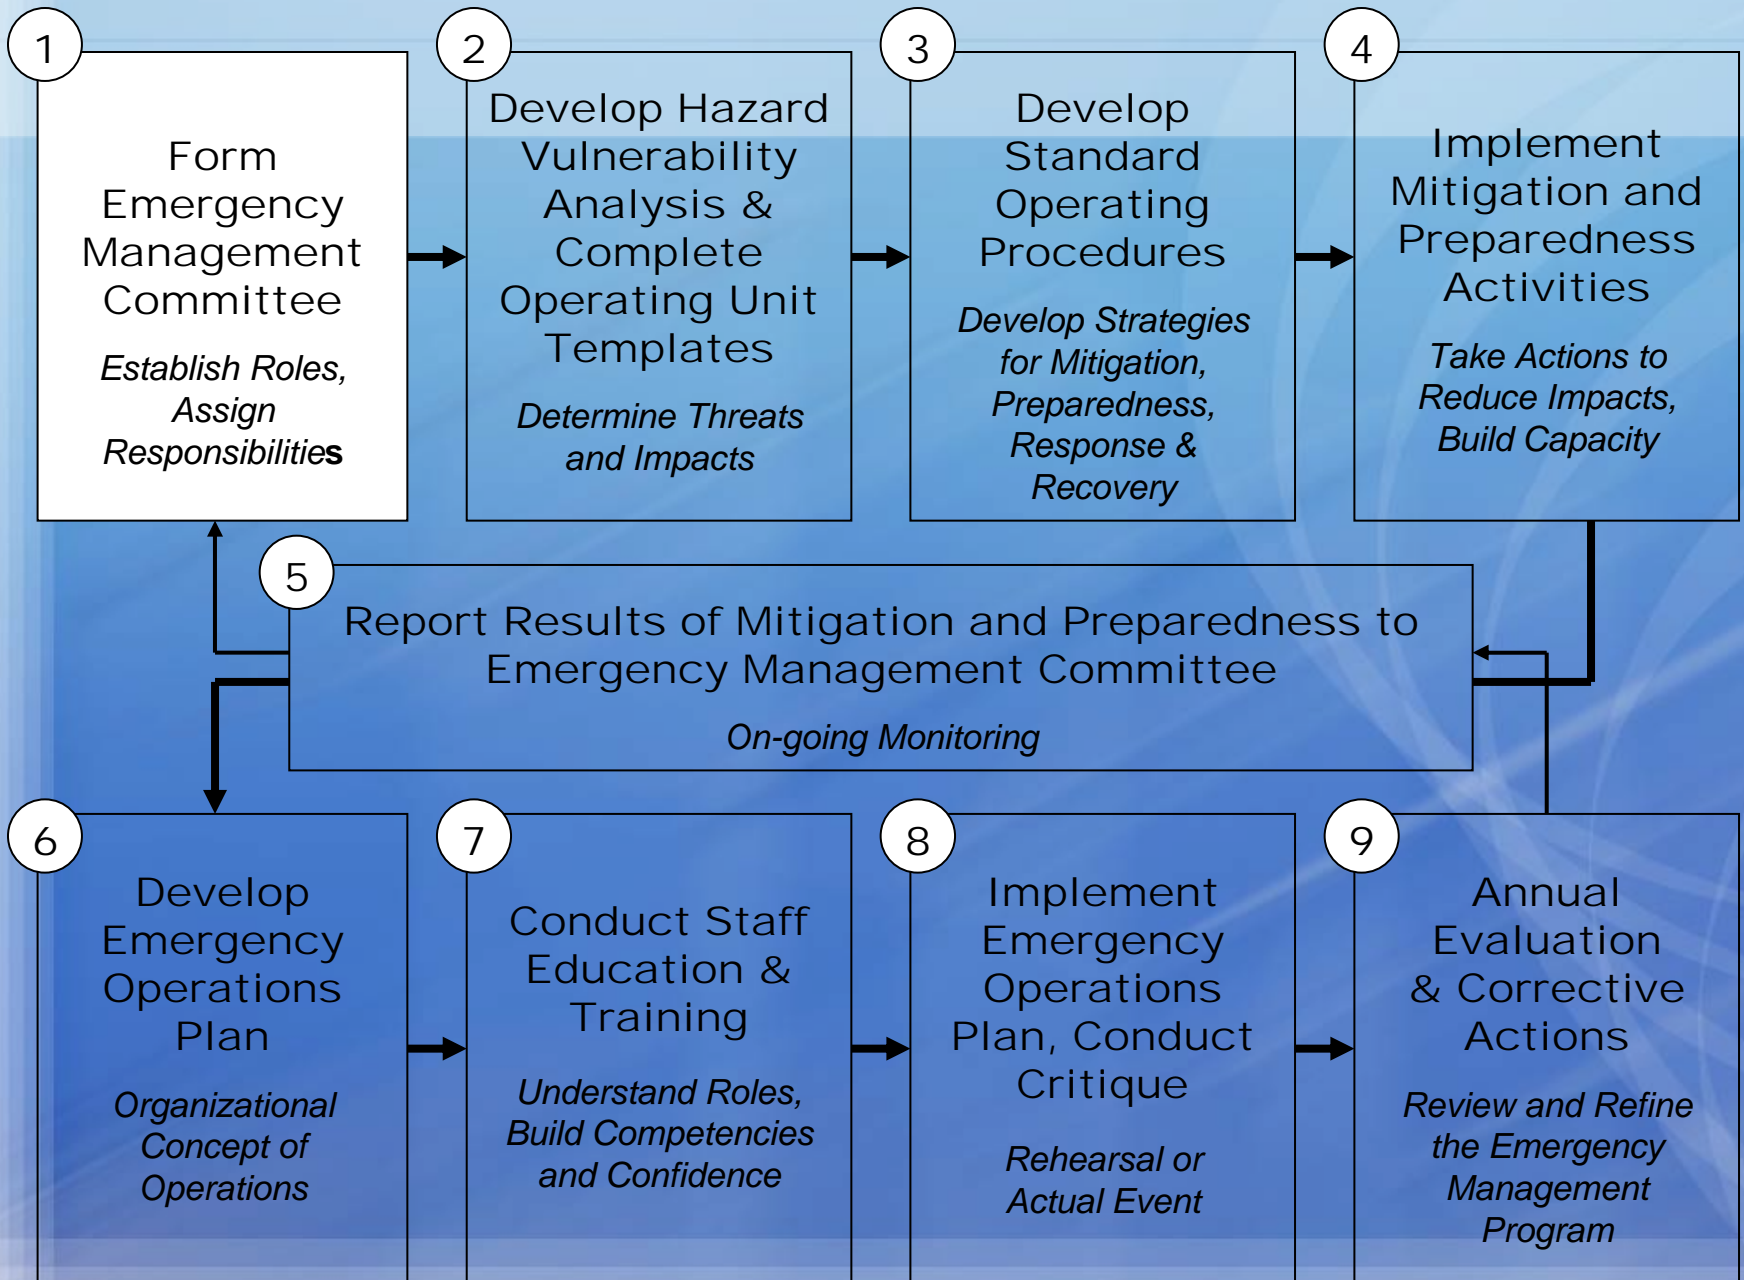 1
Form
Emergency
Management
Committee
Establish Roles,
Assign
Responsibilities
2
Develop Hazard
Vulnerability
Analysis &
Complete
Operating Unit
Templates
Determine Threats
and Impacts
3
Develop
Standard
Operating
Procedures
Develop Strategies
for Mitigation,
Preparedness,
Response &
Recovery
4
Implement
Mitigation and
Preparedness
Activities
Take Actions to
Reduce Impacts,
Build Capacity
5
Report Results of Mitigation and Preparedness to
Emergency Management Committee
On-going Monitoring
6
Develop
Emergency
Operations
Plan
Organizational
Concept of
Operations
7
Conduct Staff
Education &
Training
Understand Roles,
Build Competencies
and Confidence
8
Implement
Emergency
Operations
Plan, Conduct
Critique
Rehearsal or
Actual Event
9
Annual
Evaluation
& Corrective
Actions
Review and Refine
the Emergency
Management
Program